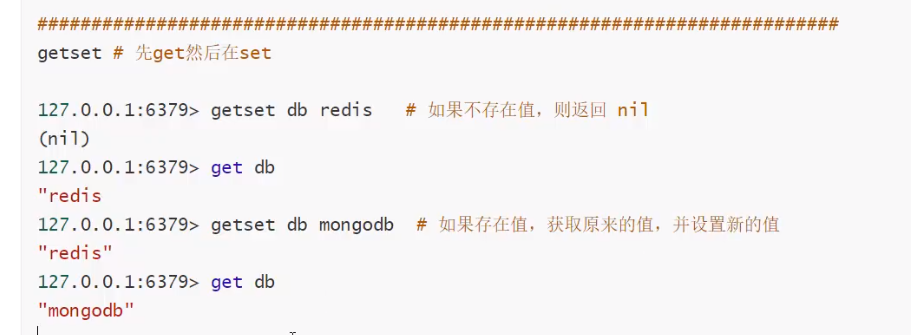 ##########################################################################
getset # 先get然后在set
127.0.0.1:6379> getset db redis   # 如果不存在值，则返回 nil
(nil)
127.0.0.1:6379> get db
"redis
127.0.0.1:6379> getset db mongodb  # 如果存在值，获取原来的值，并设置新的值
"redis"
127.0.0.1:6379> get db
"mongodb"